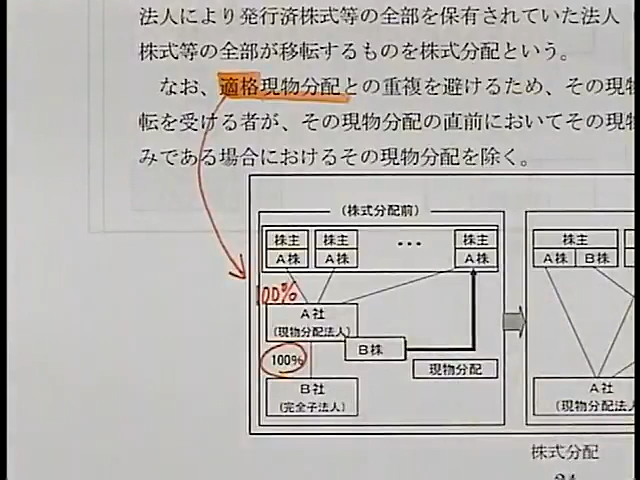 法人により発行済株式等の全部を保有されていた法人
株式等の全部が移転するものを株式分配という。
なお、適格現物分配との重複を避けるため、その現物
転を受ける者が、その現物分配の直前においてその現物
みである場合におけるその現物分配を除く。
(株式分配前)
株主 株主 … 株主
A株 A株 A株
100%
A社
(現物分配法人)
B株
100%
現物分配
B社
(完全子法人)
株主
A株 B株
A社
(現物分配法
株式分配